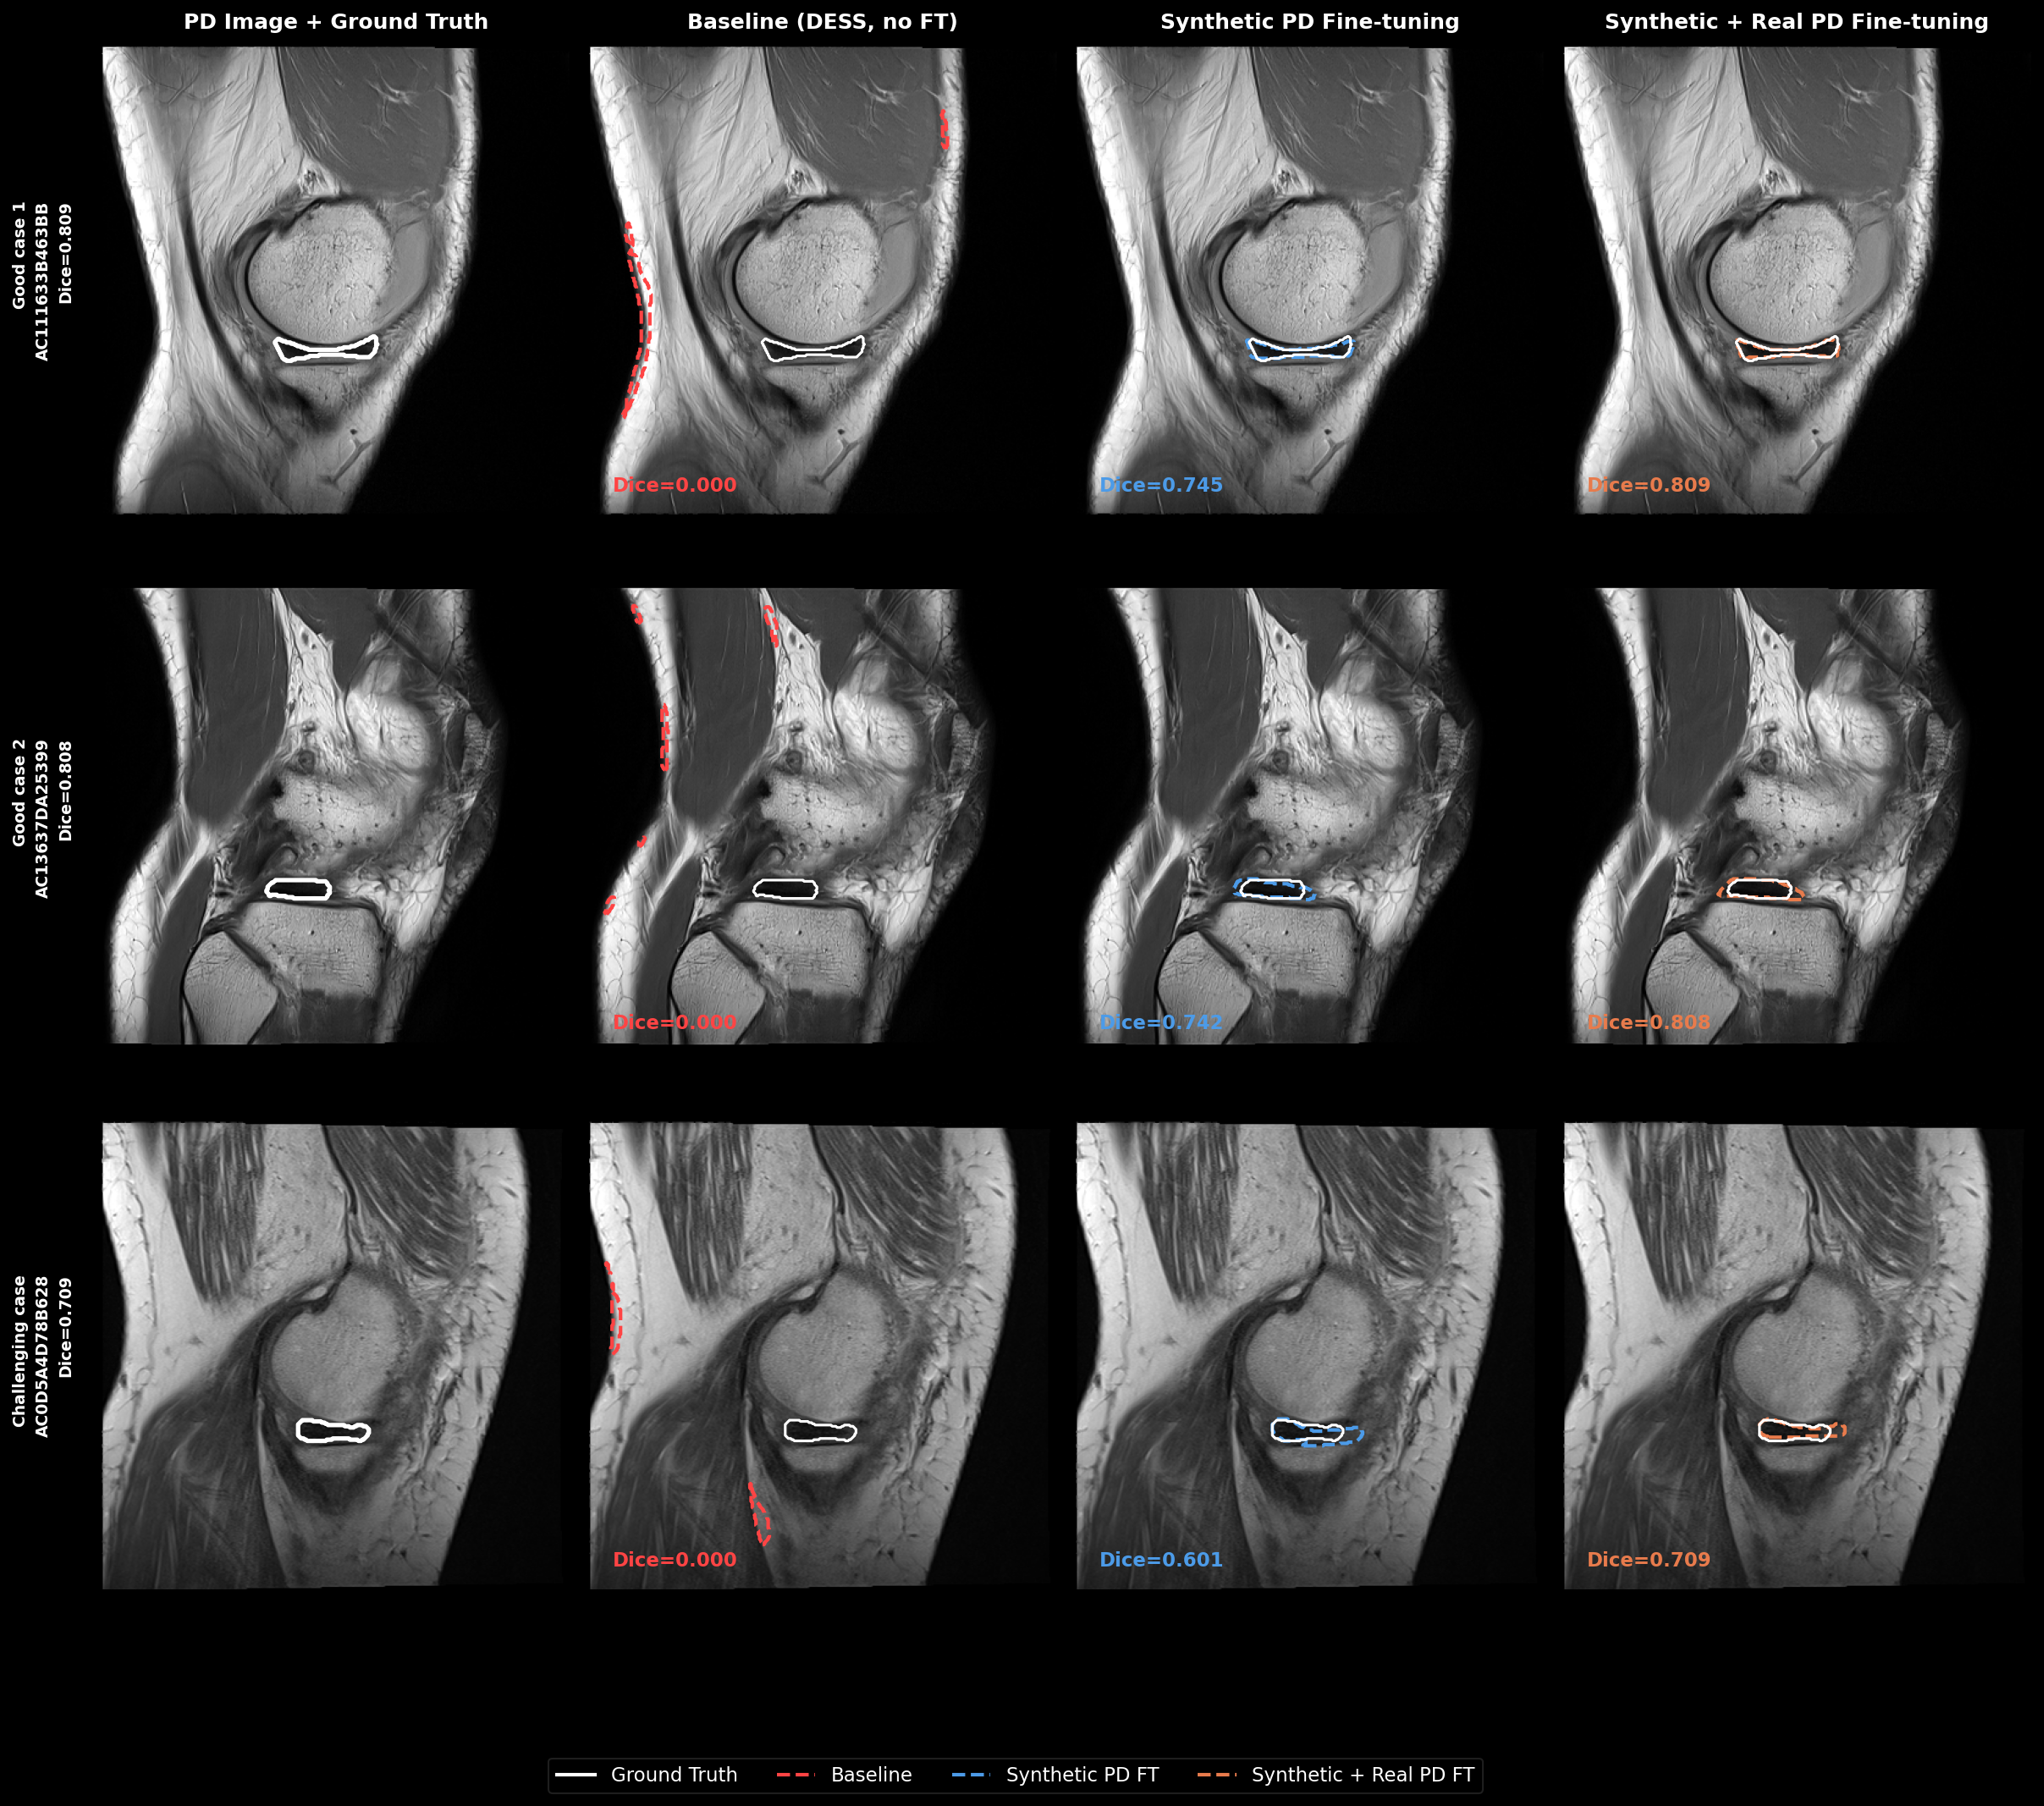 PD Image + Ground Truth
Baseline (DESS, no FT)
Synthetic PD Fine-tuning
Synthetic + Real PD Fine-tuning
Good case 1
AC111633B463BB
Dice=0.809
Dice=0.000
Dice=0.745
Dice=0.809
Good case 2
AC13637DA25399
Dice=0.808
Dice=0.000
Dice=0.742
Dice=0.808
Challenging case
AC0D5A4D78B628
Dice=0.709
Dice=0.000
Dice=0.601
Dice=0.709
Ground Truth
Baseline
Synthetic PD FT
Synthetic + Real PD FT